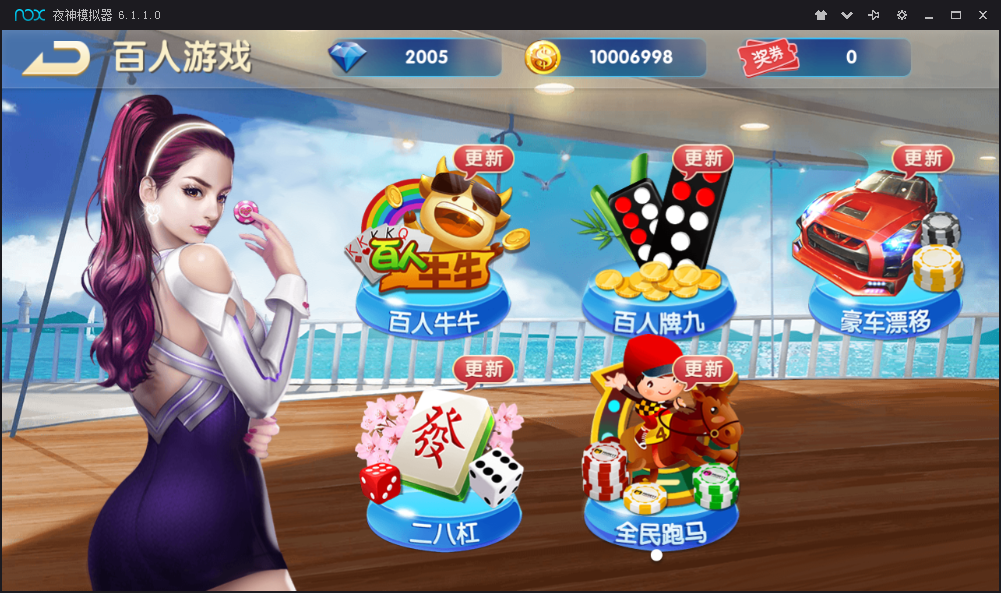 nox 夜神模拟器 6.1.1.0
百人游戏
2005
10006998
奖券
0
更新
更新
更新
K K K K Q
百人牛牛
百人牛牛
百人牌九
豪车漂移
更新
更新
發
4
二八杠
全民跑马